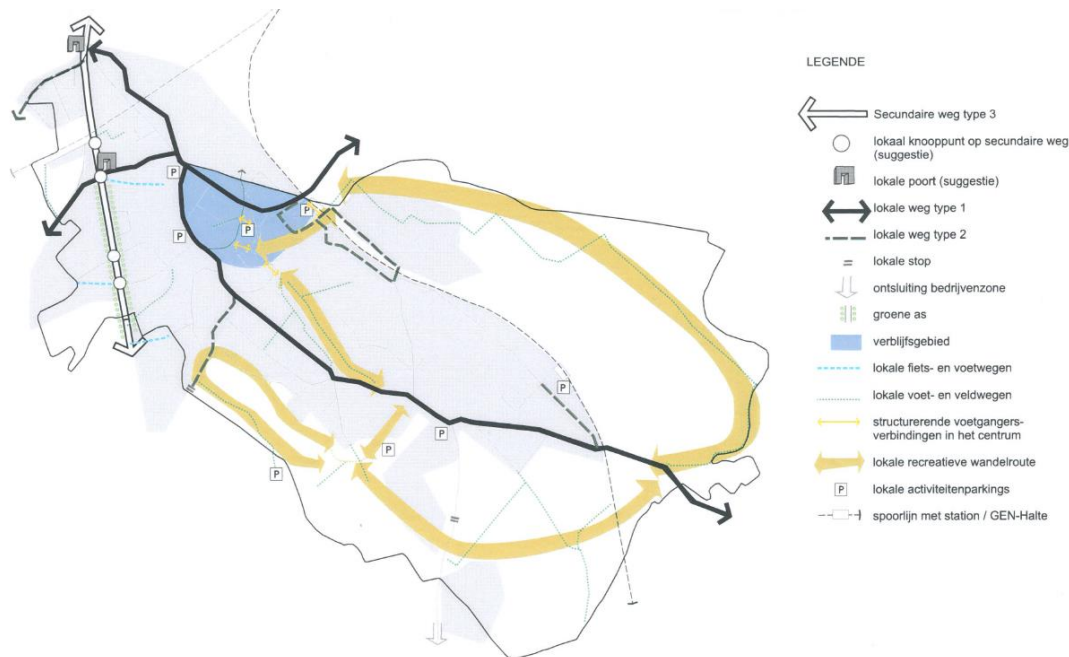 LEGENDE
Secundaire weg type 3
lokaal knooppunt op secundaire weg
(suggestie)
lokale poort (suggestie)
lokale weg type 1
lokale weg type 2
lokale stop
ontsluiting bedrijvenzone
groene as
verblijfsgebied
lokale fiets- en voetwegen
lokale voet- en veldwegen
structurerende voetgangers-
verbindingen in het centrum
lokale recreatieve wandelroute
P lokale activiteitenparkings
spoorlijn met station / GEN-Halte
P
P
P
P
P
P
P
P